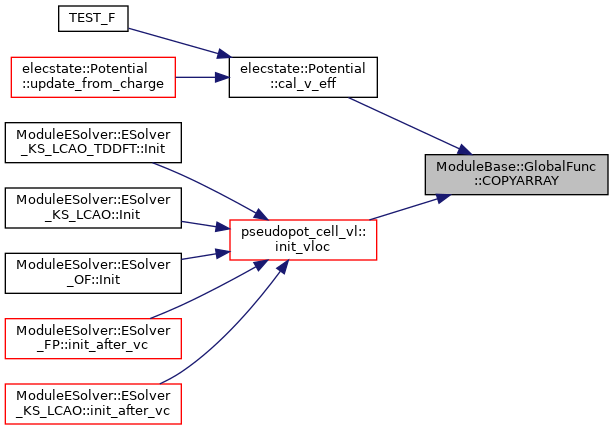 TEST_F
elecstate::Potential
::update_from_charge
elecstate::Potential
::cal_v_eff
ModuleESolver::ESolver
_KS_LCAO_TDDFT::Init
ModuleBase::GlobalFunc
::COPYARRAY
ModuleESolver::ESolver
_KS_LCAO::Init
pseudopot_cell_vl::
init_vloc
ModuleESolver::ESolver
_OF::Init
ModuleESolver::ESolver
_FP::init_after_vc
ModuleESolver::ESolver
_KS_LCAO::init_after_vc